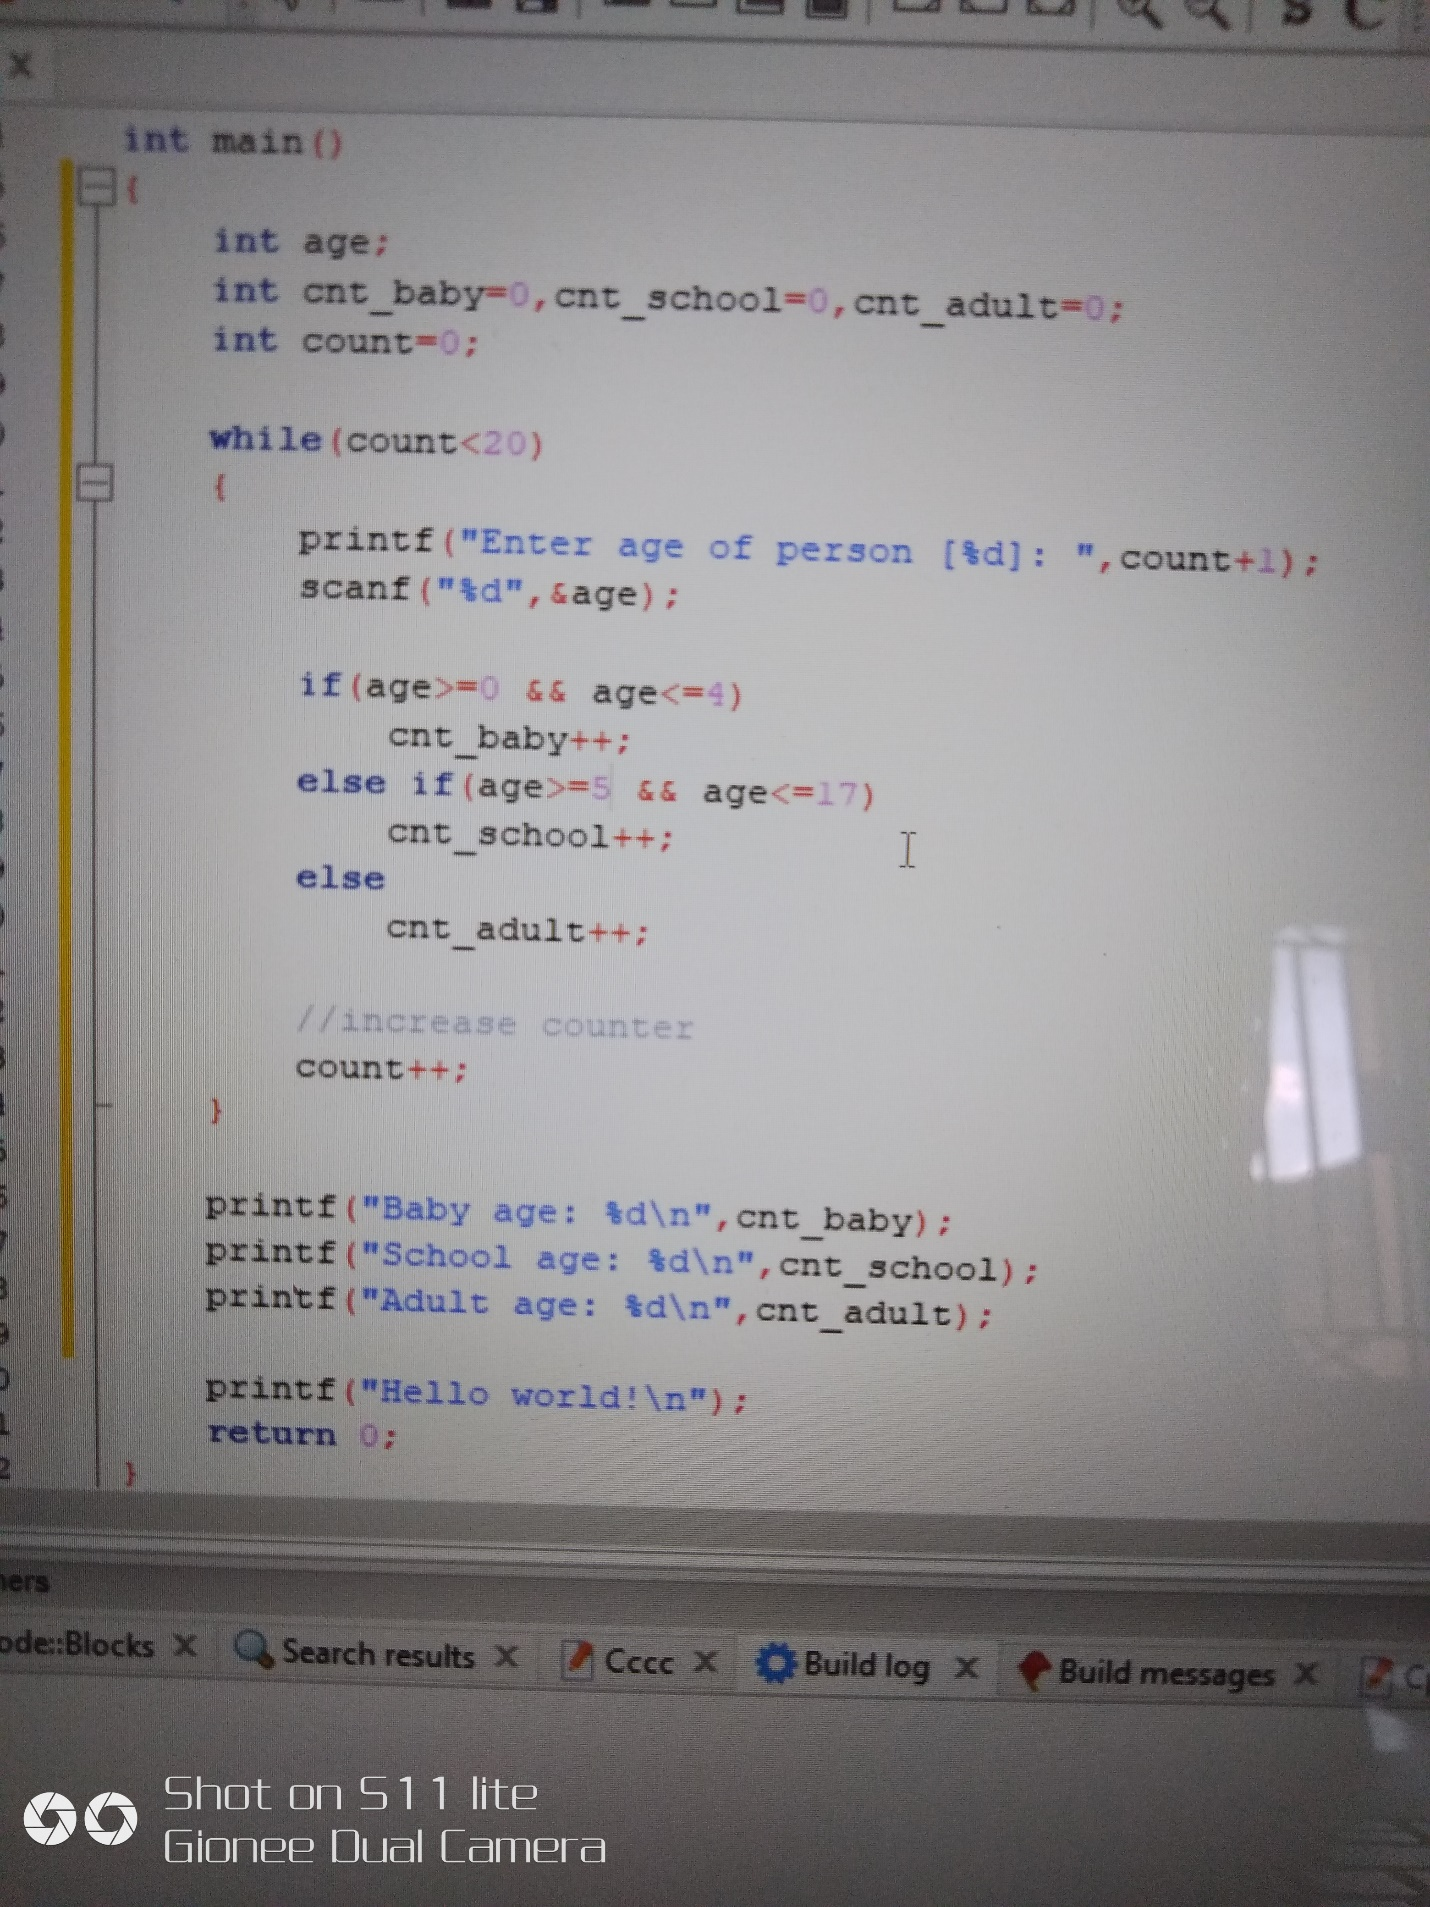 int main()
{
int age;
int cnt_baby=0,cnt_school=0,cnt_adult=0;
int count=0;
while(count<20)
{
printf("Enter age of person [%d]: ",count+1);
scanf("%d",&age);
if(age>=0 && age<=4)
cnt_baby++;
else if(age>=5 && age<=17)
cnt_school++;
else
cnt_adult++;
//increase counter
count++;
}
printf("Baby age: %d\n",cnt_baby);
printf("School age: %d\n",cnt_school);
printf("Adult age: %d\n",cnt_adult);
printf("Hello world!\n");
return 0;
}
ode::Blocks X Search results X Cccc X Build log X Build messages X
Shot on S11 lite
Gionee Dual Camera